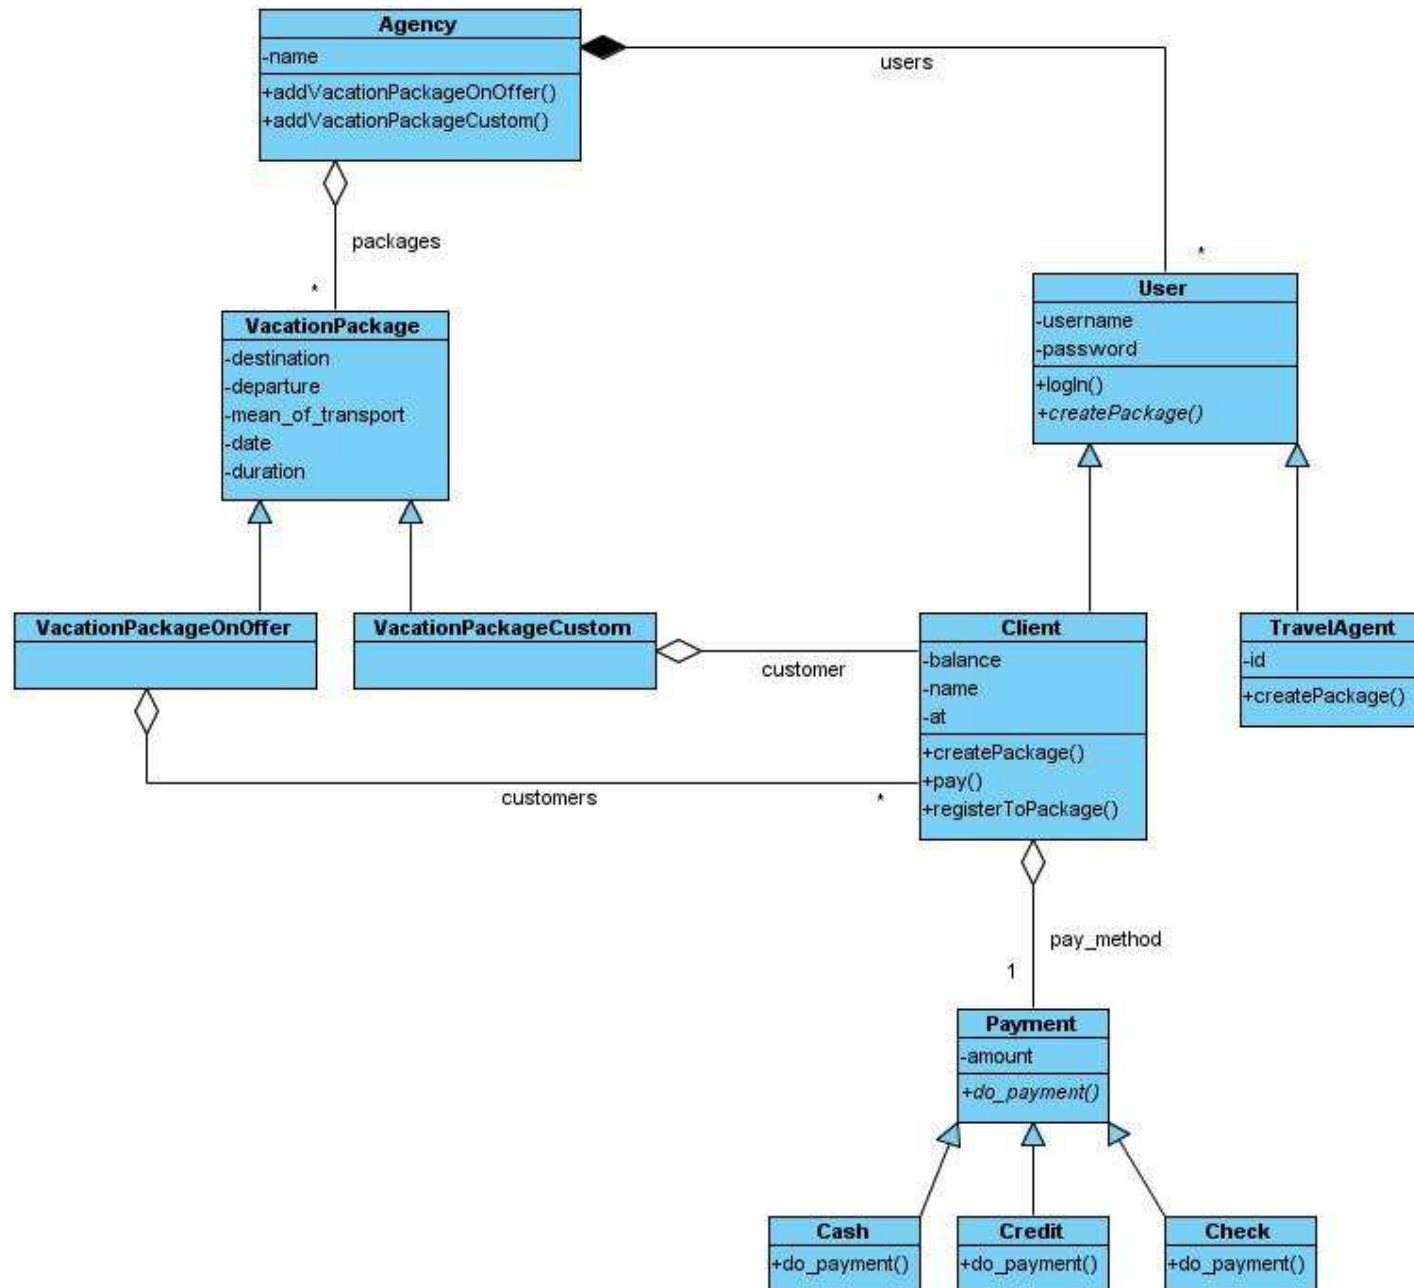 Agency
-name
+addVacationPackageOnOffer()
+addVacationPackageCustom()
users
*
packages
*
VacationPackage
-destination
-departure
-mean_of_transport
-date
-duration
User
-username
-password
+logIn()
+createPackage()
VacationPackageOnOffer
VacationPackageCustom
customer
customers
*
Client
-balance
-name
-at
+createPackage()
+pay()
+registerToPackage()
TravelAgent
-id
+createPackage()
pay_method
1
Payment
-amount
+do_payment()
Cash
+do_payment()
Credit
+do_payment()
Check
+do_payment()